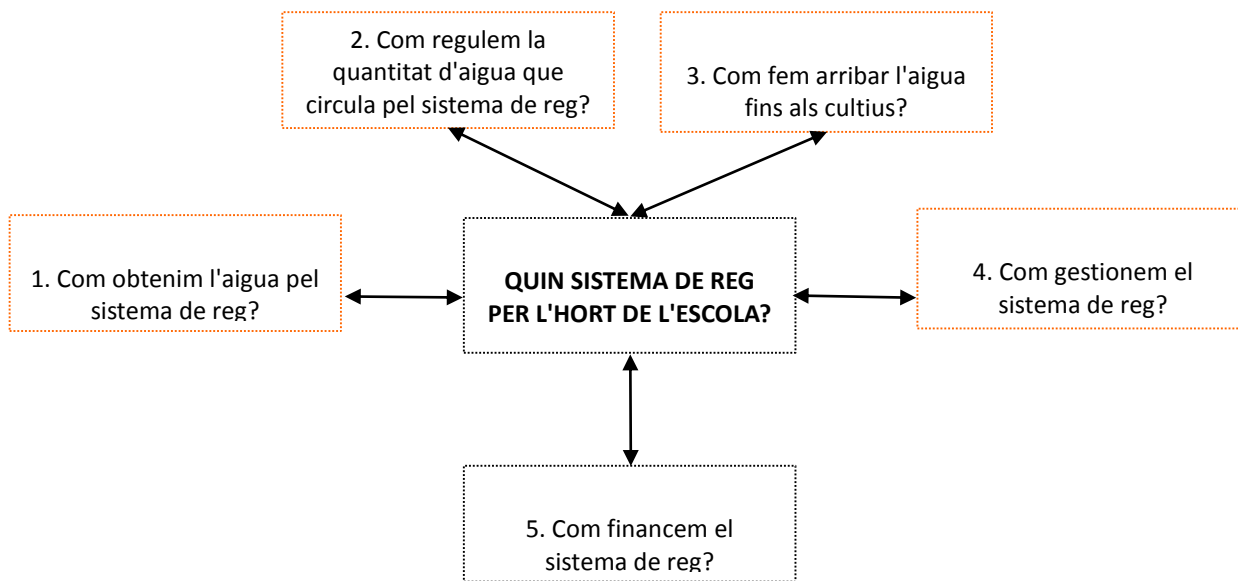 2. Com regulem la
quantitat d'aigua que
circula pel sistema de reg?
3. Com fem arribar l'aigua
fins als cultius?
1. Com obtenim l'aigua pel
sistema de reg?
QUIN SISTEMA DE REG
PER L'HORT DE L'ESCOLA?
4. Com gestionem el
sistema de reg?
5. Com financem el
sistema de reg?